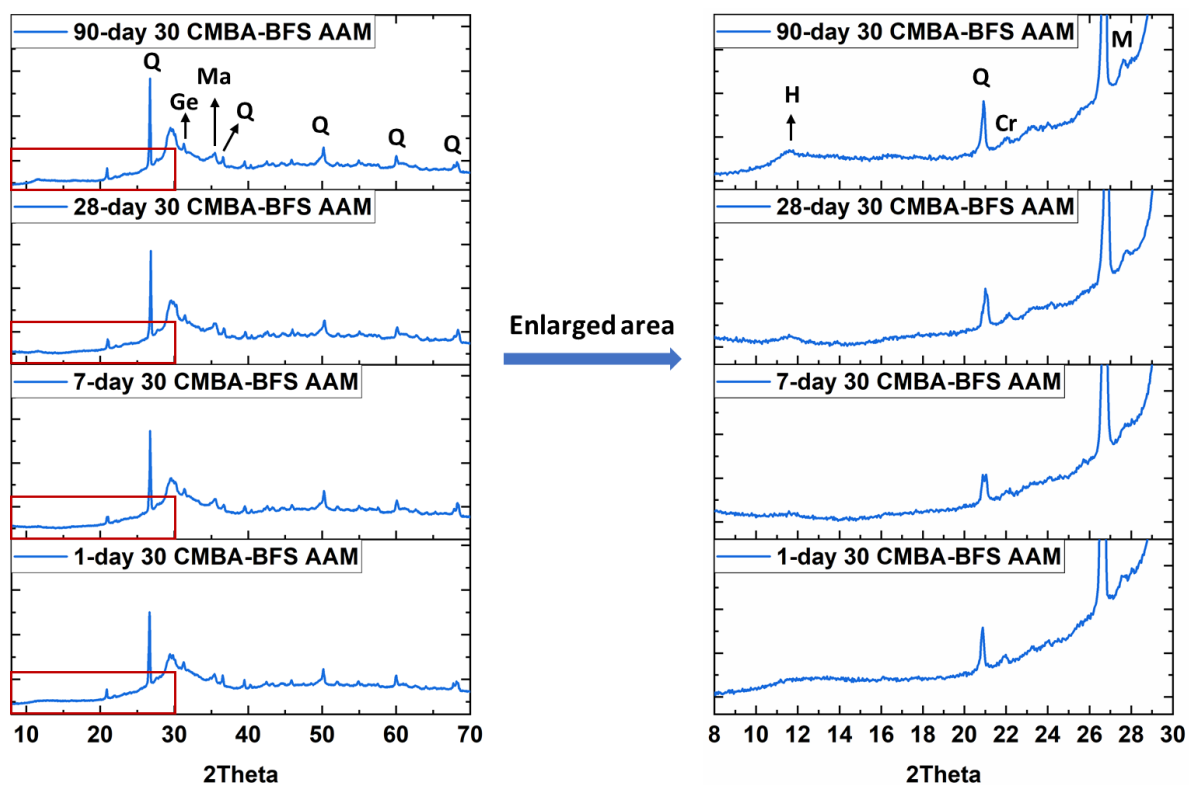 90-day 30 CMBA-BFS AAM
Q
Ge
Ma
Q
Q
Q
Q
28-day 30 CMBA-BFS AAM
7-day 30 CMBA-BFS AAM
1-day 30 CMBA-BFS AAM
10 20 30 40 50 60 70
2Theta
Enlarged area
90-day 30 CMBA-BFS AAM
H
Q
Cr
M
28-day 30 CMBA-BFS AAM
7-day 30 CMBA-BFS AAM
1-day 30 CMBA-BFS AAM
8 10 12 14 16 18 20 22 24 26 28 30
2Theta